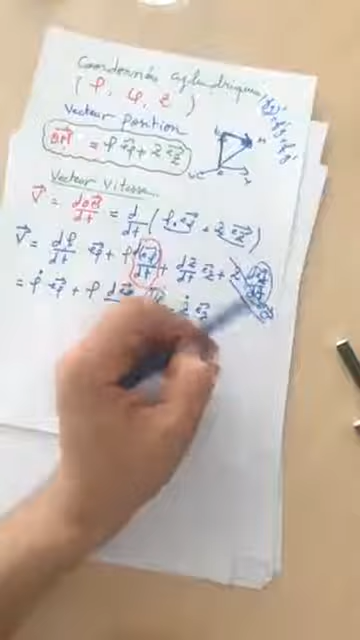 Coordonnées cylindriques
( ρ, φ, z )
Vecteur Position
OM⃗ = ρ e⃗ρ + z e⃗z
Vecteur Vitesse
V⃗ = dOM⃗/dt = d/dt ( ρ. e⃗ρ + z e⃗z )
V⃗ = dρ/dt e⃗ρ + ρ de⃗ρ/dt + dz/dt e⃗z + z de⃗z/dt
= ρ̇ e⃗ρ + ρ ż e⃗z